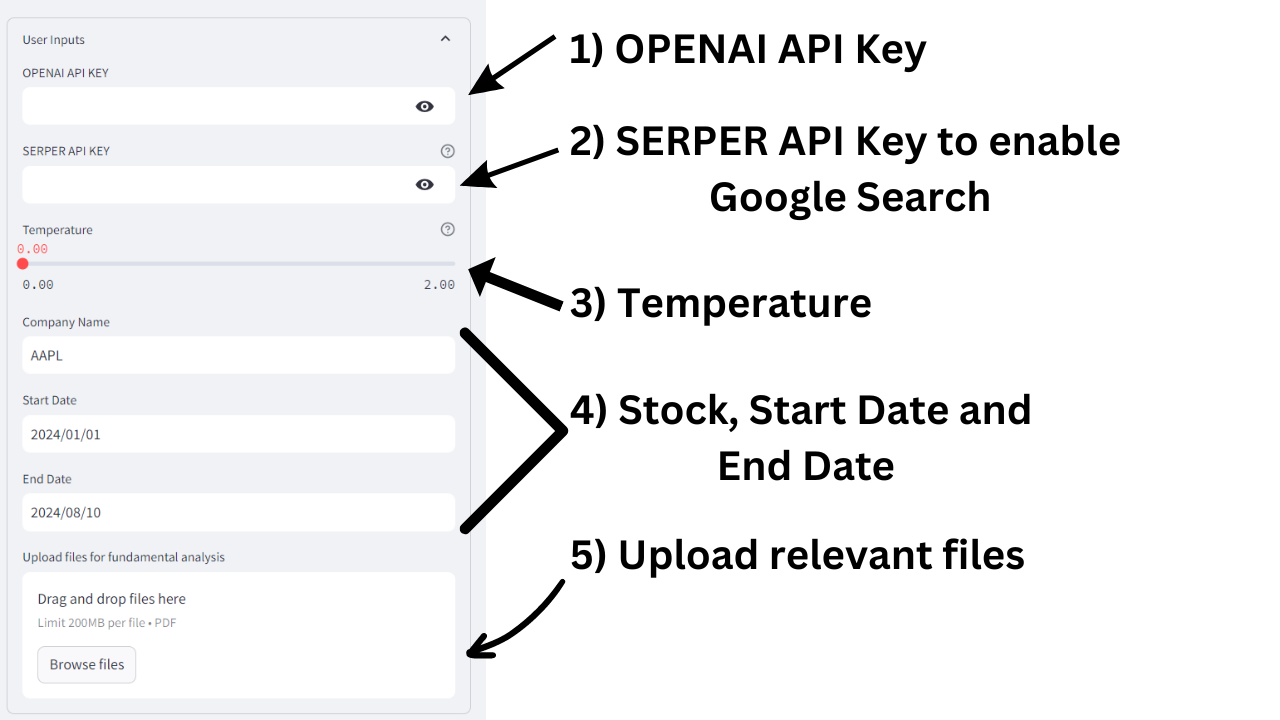 User Inputs
OPENAI API KEY
SERPER API KEY
Temperature
0.00
0.00 2.00
Company Name
AAPL
Start Date
2024/01/01
End Date
2024/08/10
Upload files for fundamental analysis
Drag and drop files here
Limit 200MB per file • PDF
Browse files
1) OPENAI API Key
2) SERPER API Key to enable
Google Search
3) Temperature
4) Stock, Start Date and
End Date
5) Upload relevant files